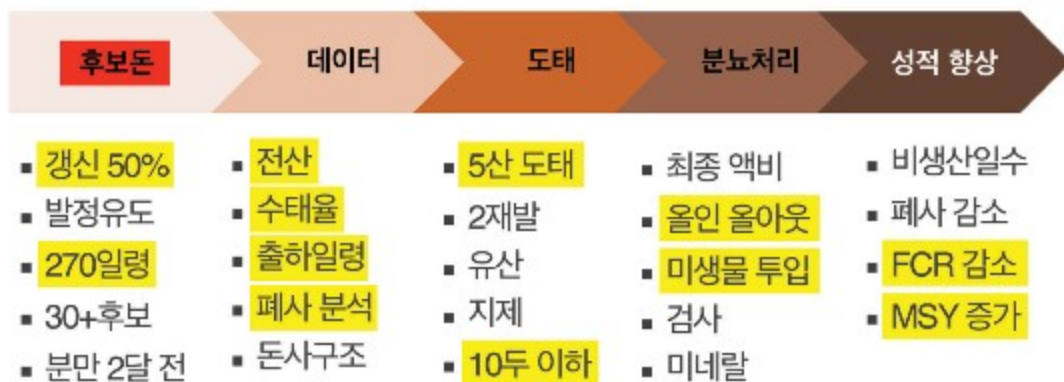 후보돈
데이터
도태
분뇨처리
성적 향상
▪ 갱신 50%
▪ 발정유도
▪ 270일령
▪ 30+후보
▪ 분만 2달 전
▪ 전산
▪ 수태율
▪ 출하일령
▪ 폐사 분석
▪ 돈사구조
▪ 5산 도태
▪ 2재발
▪ 유산
▪ 지제
▪ 10두 이하
▪ 최종 액비
▪ 올인 올아웃
▪ 미생물 투입
▪ 검사
▪ 미네랄
▪ 비생산일수
▪ 폐사 감소
▪ FCR 감소
▪ MSY 증가